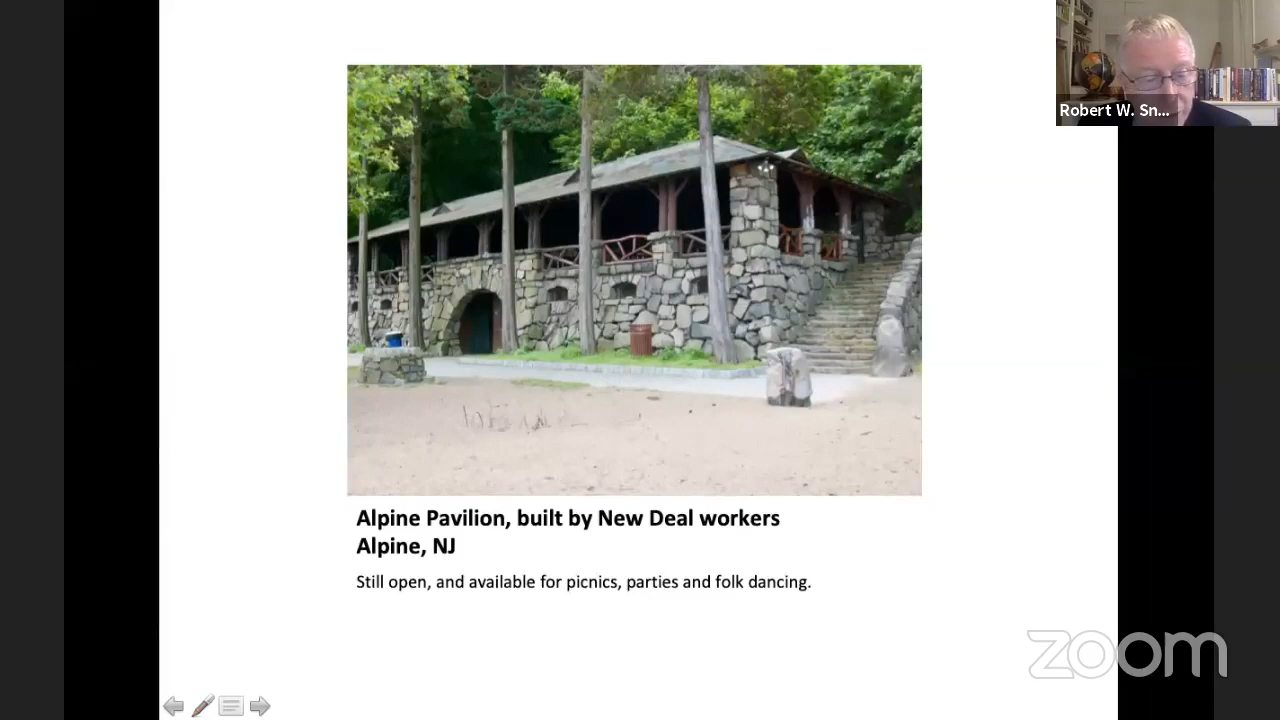 Robert W. Sn...
Alpine Pavilion, built by New Deal workers
Alpine, NJ
Still open, and available for picnics, parties and folk dancing.
zoom